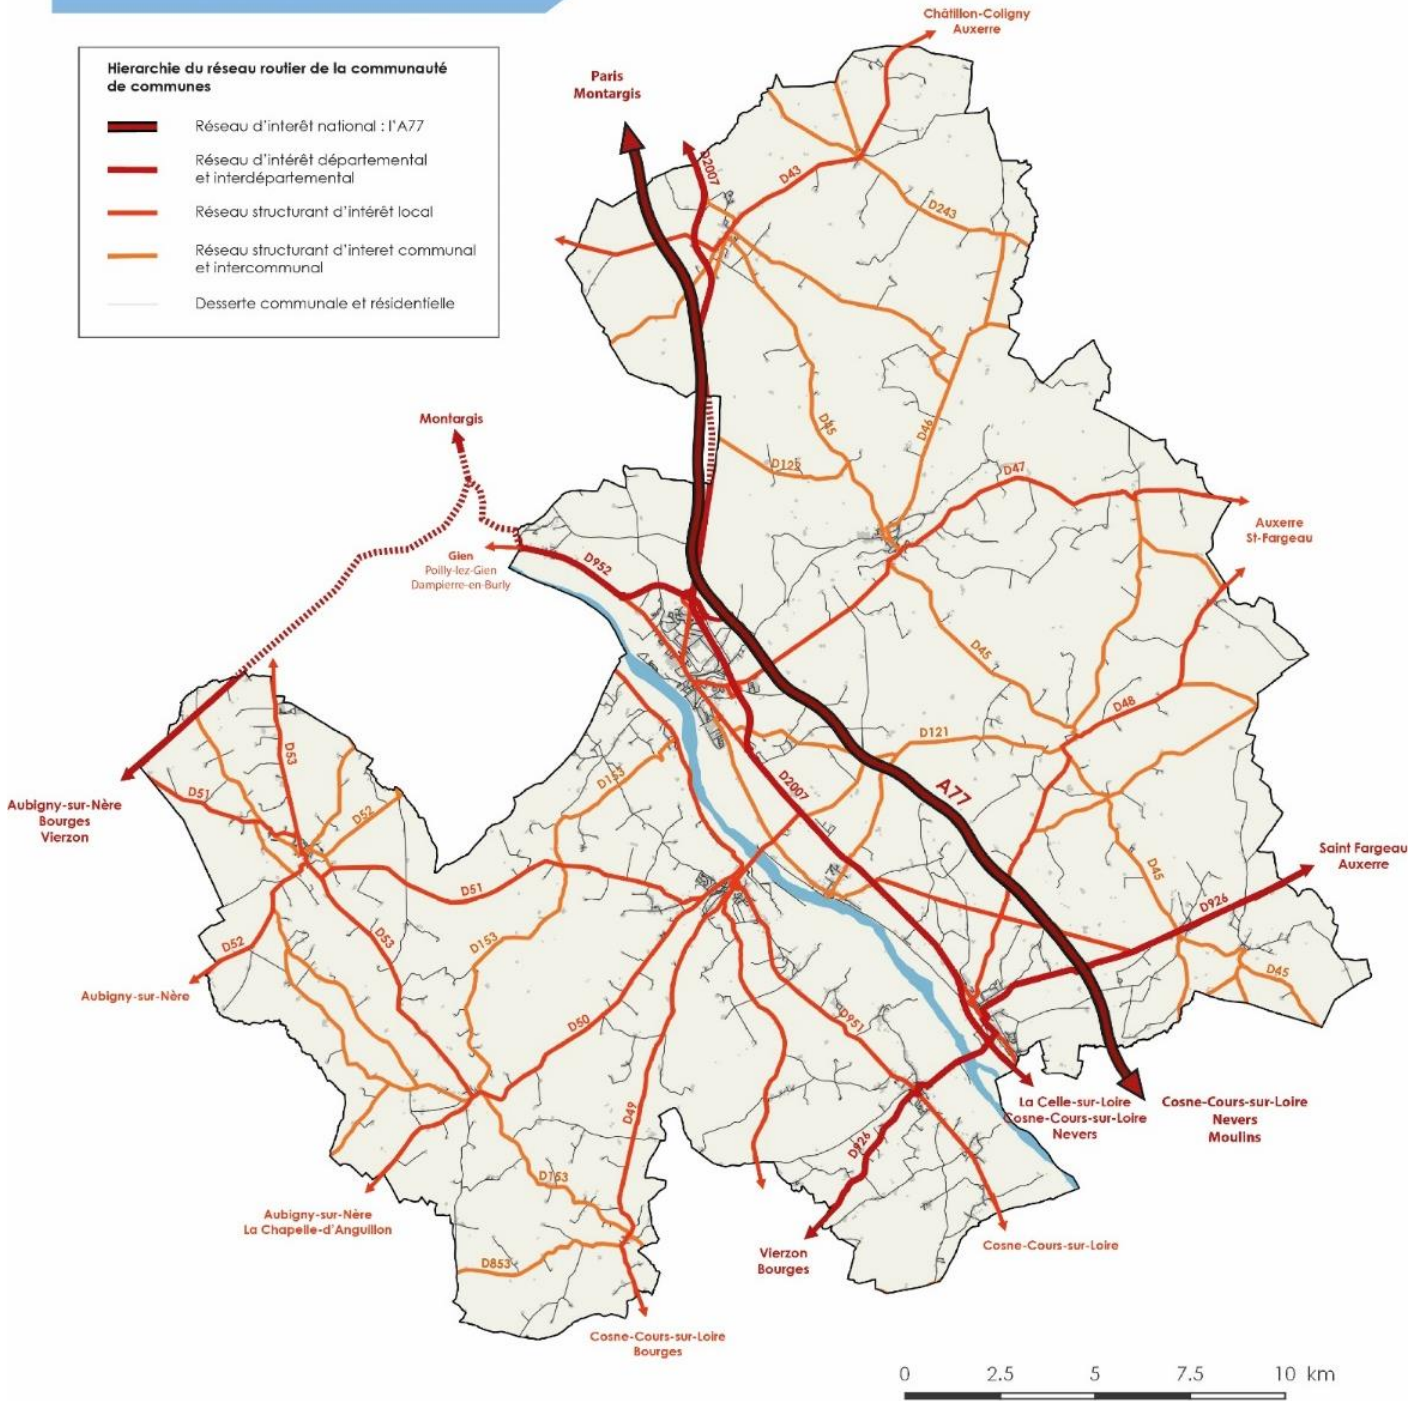 Hierarchie du réseau routier de la communauté
de communes
Réseau d'interêt national : l'A77
Réseau d'intérêt départemental
et interdépartemental
Réseau structurant d'intérêt local
Réseau structurant d'interet communal
et intercommunal
Desserte communale et résidentielle
Châtillon-Coligny
Auxerre
Paris
Montargis
D2007
D43
D243
Montargis
D45
D46
D122
D47
Auxerre
St-Fargeau
Gien
Poilly-lez-Gien
Dampierre-en-Burly
D952
D45
D48
D121
D53
D51
D52
D153
D2007
A77
Aubigny-sur-Nère
Bourges
Vierzon
Saint Fargeau
Auxerre
D45
D926
D51
D53
D153
D52
D45
Aubigny-sur-Nère
D50
D951
D49
La Celle-sur-Loire
Cosne-Cours-sur-Loire
Nevers
Cosne-Cours-sur-Loire
Nevers
Moulins
D926
D153
Aubigny-sur-Nère
La Chapelle-d'Anguillon
D853
Vierzon
Bourges
Cosne-Cours-sur-Loire
Cosne-Cours-sur-Loire
Bourges
0 2.5 5 7.5 10 km